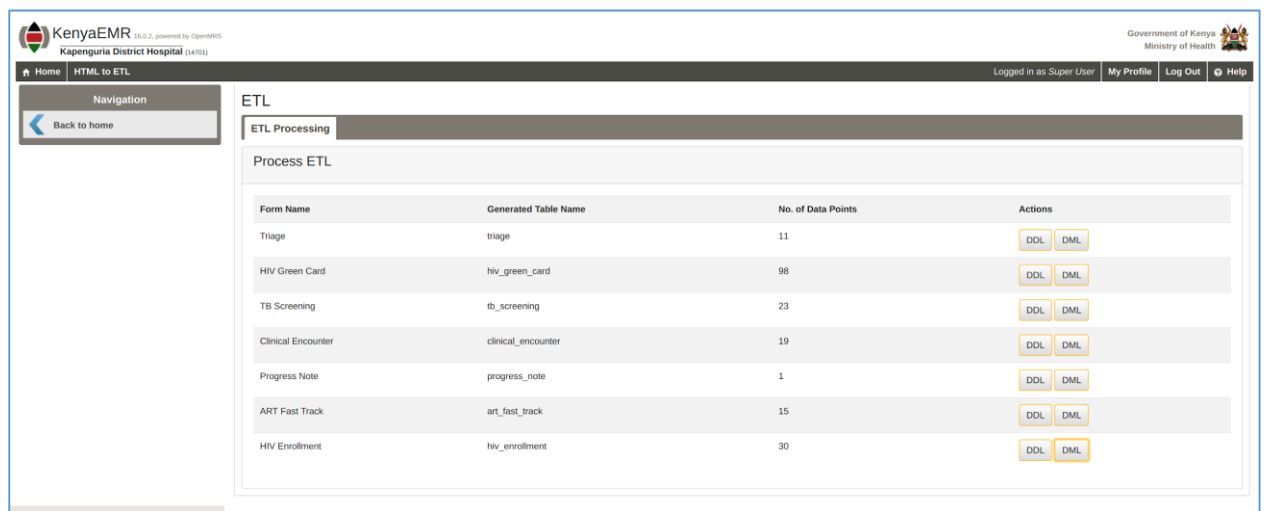 KenyaEMR 16.0.2, powered by OpenMRS
Kapenguria District Hospital (14701)
Government of Kenya
Ministry of Health
Home HTML to ETL Logged in as Super User My Profile Log Out Help
Navigation
Back to home
ETL
ETL Processing
Process ETL
Form Name Generated Table Name No. of Data Points Actions
Triage triage 11 DDL DML
HIV Green Card hiv_green_card 98 DDL DML
TB Screening tb_screening 23 DDL DML
Clinical Encounter clinical_encounter 19 DDL DML
Progress Note progress_note 1 DDL DML
ART Fast Track art_fast_track 15 DDL DML
HIV Enrollment hiv_enrollment 30 DDL DML